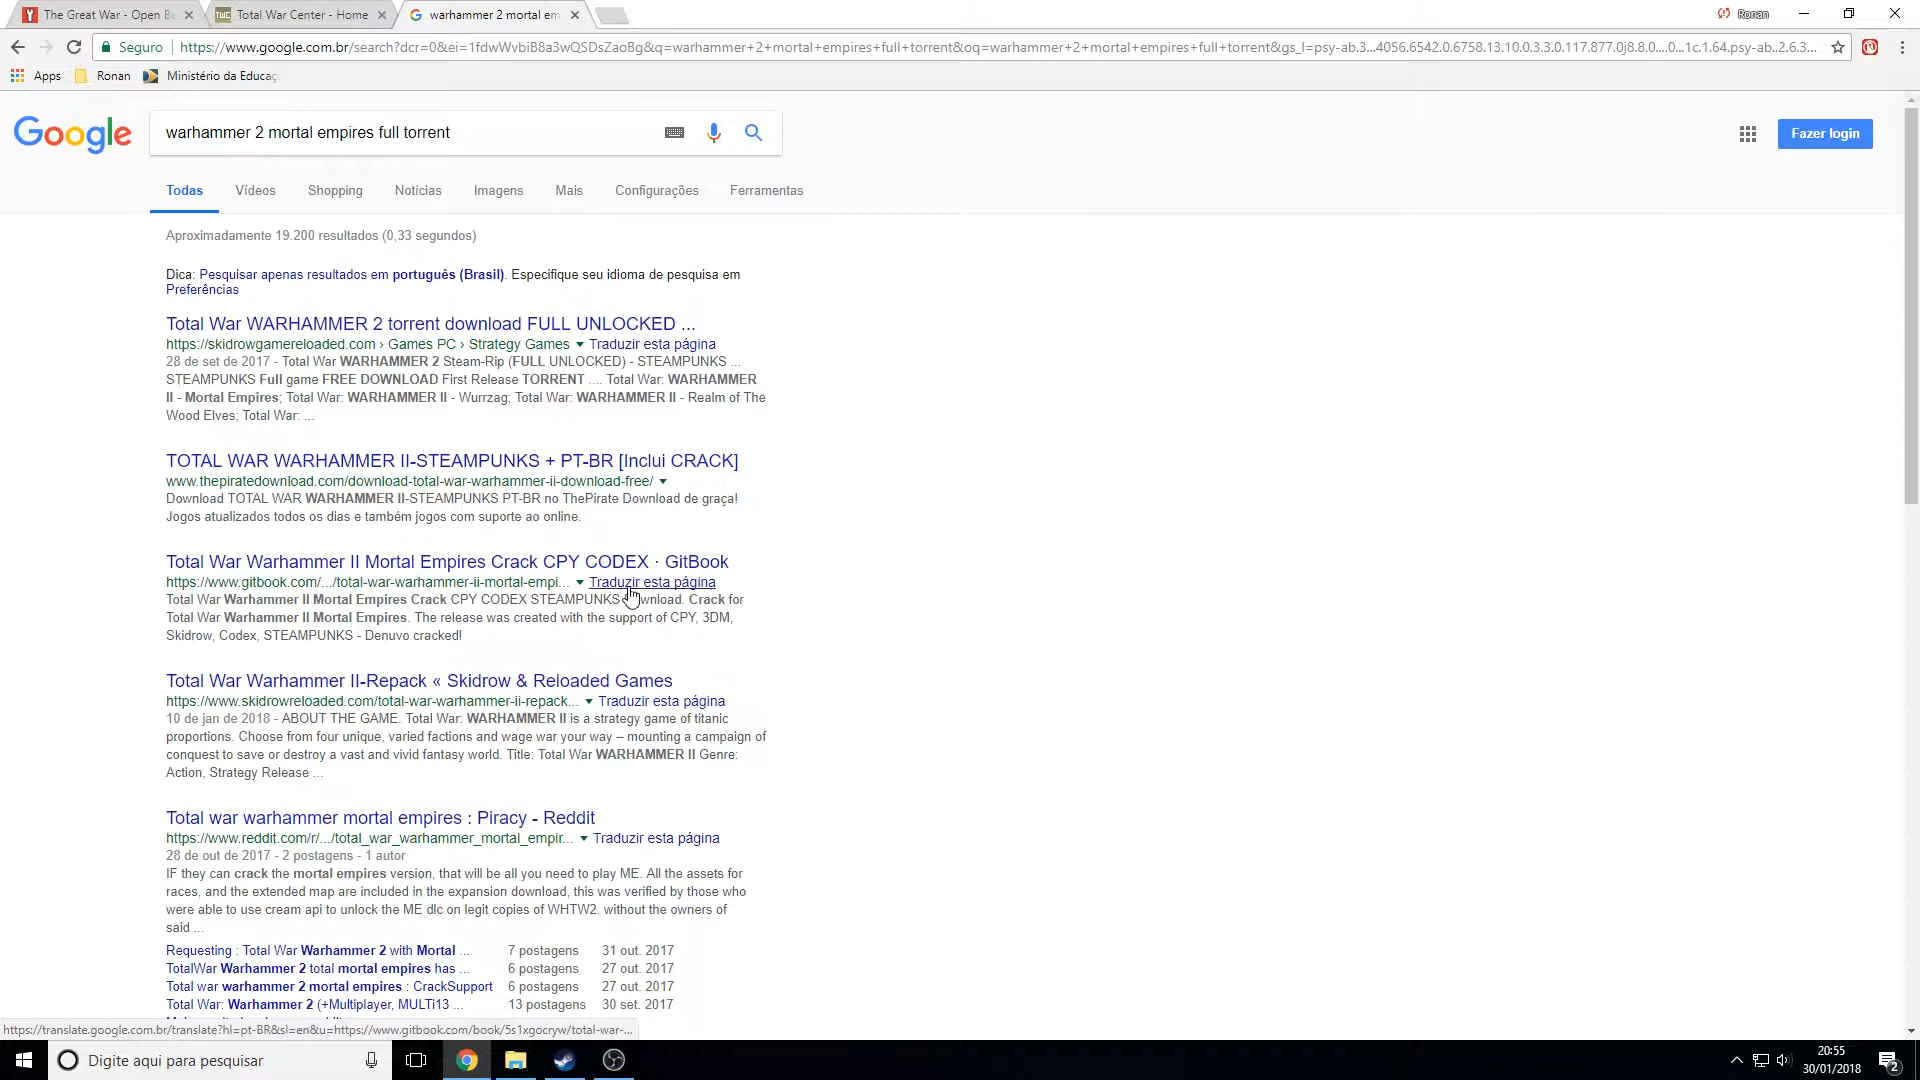 The Great War - Open Be
Total War Center - Home
warhammer 2 mortal em
Ronan
Seguro
https://www.google.com.br/search?dcr=0&ei=1fdwWvbiB8a3wQSDsZaoBg&q=warhammer+2+mortal+empires+full+torrent&oq=warhammer+2+mortal+empires+full+torrent&gs_l=psy-ab.3...4056.6542.0.6758.13.10.0.3.3.0.117.877.0j8.8.0....0...1c.1.64.psy-ab..2.6.3...
Apps
Ronan
Ministério da Educaç
Google
warhammer 2 mortal empires full torrent
Fazer login
Todas
Vídeos
Shopping
Notícias
Imagens
Mais
Configurações
Ferramentas
Aproximadamente 19.200 resultados (0,33 segundos)
Dica: Pesquisar apenas resultados em português (Brasil). Especifique seu idioma de pesquisa em
Preferências
Total War WARHAMMER 2 torrent download FULL UNLOCKED ...
https://skidrowgamereloaded.com › Games PC › Strategy Games Traduzir esta página
28 de set de 2017 - Total War WARHAMMER 2 Steam-Rip (FULL UNLOCKED) - STEAMPUNKS ...
STEAMPUNKS Full game FREE DOWNLOAD First Release TORRENT .... Total War: WARHAMMER
II - Mortal Empires; Total War: WARHAMMER II - Wurrzag; Total War: WARHAMMER II - Realm of The
Wood Elves; Total War: ...
TOTAL WAR WARHAMMER II-STEAMPUNKS + PT-BR [Inclui CRACK]
www.thepiratedownload.com/download-total-war-warhammer-ii-download-free/
Download TOTAL WAR WARHAMMER II-STEAMPUNKS PT-BR no ThePirate Download de graça!
Jogos atualizados todos os dias e também jogos com suporte ao online.
Total War Warhammer II Mortal Empires Crack CPY CODEX · GitBook
https://www.gitbook.com/.../total-war-warhammer-ii-mortal-empi... Traduzir esta página
Total War Warhammer II Mortal Empires Crack CPY CODEX STEAMPUNKS wnload. Crack for
Total War Warhammer II Mortal Empires. The release was created with the support of CPY, 3DM,
Skidrow, Codex, STEAMPUNKS - Denuvo cracked!
Total War Warhammer II-Repack « Skidrow & Reloaded Games
https://www.skidrowreloaded.com/total-war-warhammer-ii-repack... Traduzir esta página
10 de jan de 2018 - ABOUT THE GAME. Total War: WARHAMMER II is a strategy game of titanic
proportions. Choose from four unique, varied factions and wage war your way – mounting a campaign of
conquest to save or destroy a vast and vivid fantasy world. Title: Total War WARHAMMER II Genre:
Action, Strategy Release ...
Total war warhammer mortal empires : Piracy - Reddit
https://www.reddit.com/r/.../total_war_warhammer_mortal_empir... Traduzir esta página
28 de out de 2017 - 2 postagens - 1 autor
IF they can crack the mortal empires version, that will be all you need to play ME. All the assets for
races, and the extended map are included in the expansion download, this was verified by those who
were able to use cream api to unlock the ME dlc on legit copies of WHTW2. without the owners of
said ...
Requesting : Total War Warhammer 2 with Mortal ... 7 postagens 31 out. 2017
TotalWar Warhammer 2 total mortal empires has ... 6 postagens 27 out. 2017
Total war warhammer 2 mortal empires : CrackSupport 6 postagens 27 out. 2017
Total War: Warhammer 2 (+Multiplayer, MULTi13 ... 13 postagens 30 set. 2017
https://translate.google.com.br/translate?hl=pt-BR&sl=en&u=https://www.gitbook.com/book/5s1xgocryw/total-war-...
Digite aqui para pesquisar
20:55
30/01/2018
2